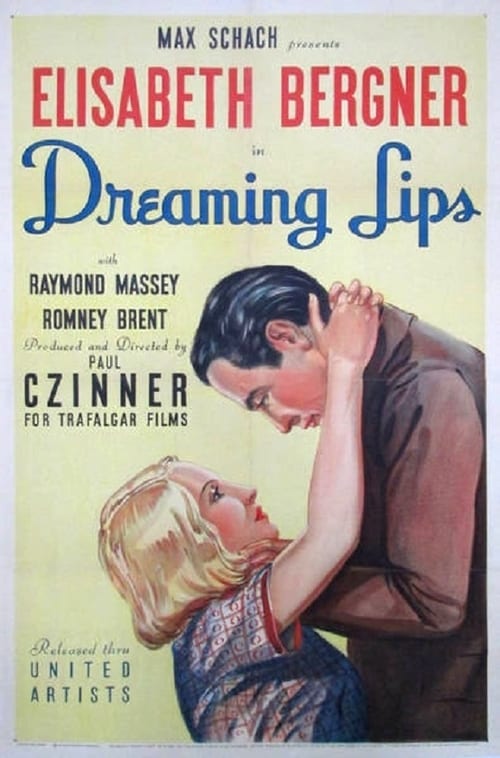 MAX SCHACH presents
ELISABETH BERGNER
in
Dreaming Lips
with
RAYMOND MASSEY
ROMNEY BRENT
Produced and Directed by
PAUL
CZINNER
FOR TRAFALGAR FILMS
Released thru
UNITED
ARTISTS